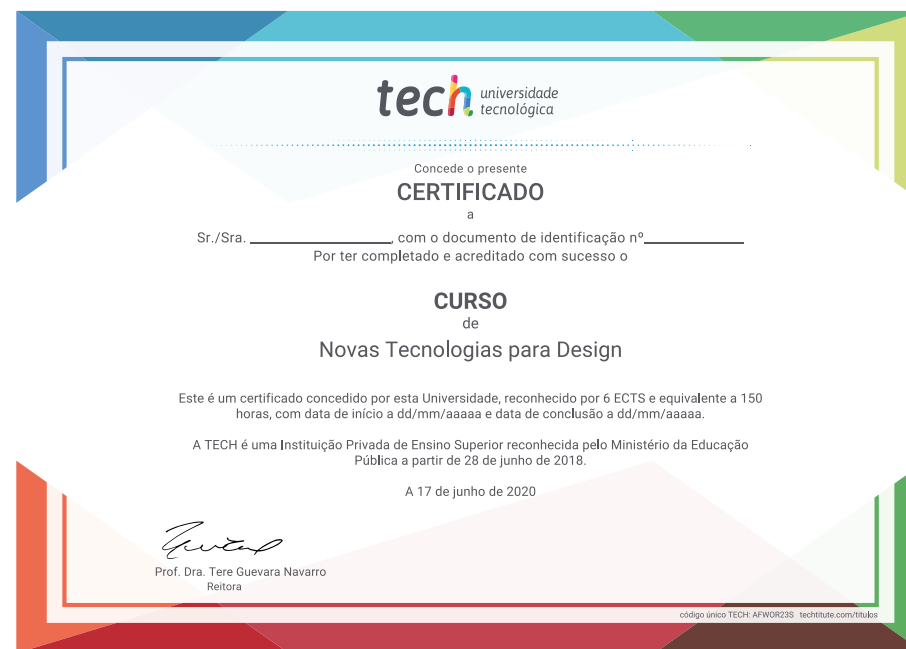 tech universidade
tecnológica
Concede o presente
CERTIFICADO
a
Sr./Sra. ____________________, com o documento de identificação nº______________
Por ter completado e acreditado com sucesso o
CURSO
de
Novas Tecnologias para Design
Este é um certificado concedido por esta Universidade, reconhecido por 6 ECTS e equivalente a 150
horas, com data de início a dd/mm/aaaaa e data de conclusão a dd/mm/aaaaa.
A TECH é uma Instituição Privada de Ensino Superior reconhecida pelo Ministério da Educação
Pública a partir de 28 de junho de 2018.
A 17 de junho de 2020
Prof. Dra. Tere Guevara Navarro
Reitora
código único TECH: AFWOR23S techtitute.com/titulos